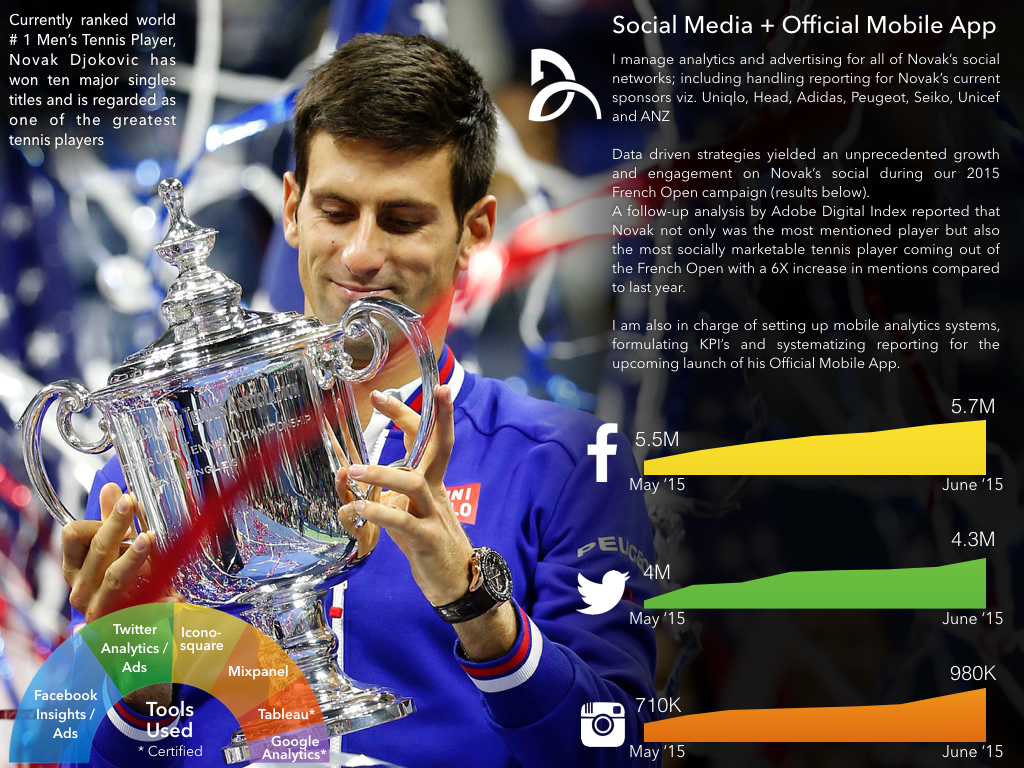 Currently ranked world
# 1 Men's Tennis Player,
Novak Djokovic has
won ten major singles
titles and is regarded as
one of the greatest
tennis players
Social Media + Official Mobile App
I manage analytics and advertising for all of Novak's social
networks; including handling reporting for Novak's current
sponsors viz. Uniqlo, Head, Adidas, Peugeot, Seiko, Unicef
and ANZ
Data driven strategies yielded an unprecedented growth
and engagement on Novak's social during our 2015
French Open campaign (results below).
A follow-up analysis by Adobe Digital Index reported that
Novak not only was the most mentioned player but also
the most socially marketable tennis player coming out of
the French Open with a 6X increase in mentions compared
to last year.
I am also in charge of setting up mobile analytics systems,
formulating KPI's and systematizing reporting for the
upcoming launch of his Official Mobile App.
5.7M
5.5M
May '15
June '15
4.3M
4M
May '15
June '15
980K
710K
May '15
June '15
Facebook
Insights /
Ads
Twitter
Analytics /
Ads
Icono-
square
Mixpanel
Tableau*
Google
Analytics*
Tools
Used
* Certified
SINGLES
NI
LO
PEUG